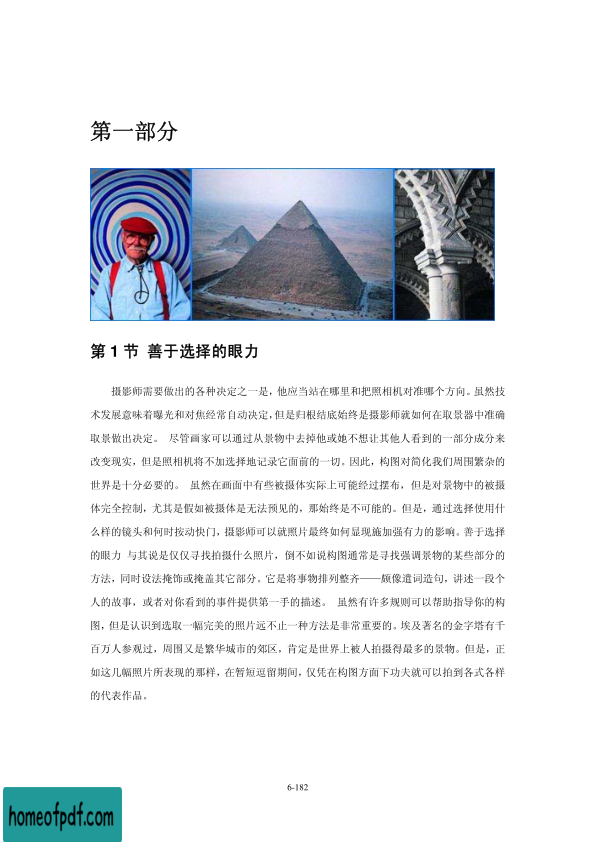 第一部分
第 1 节 善于选择的眼力
摄影师需要做出的各种决定之一是，他应当站在哪里和把照相机对准哪个方向。虽然技
术发展意味着曝光和对焦经常自动决定，但是归根结底始终是摄影师就如何在取景器中准确
取景做出决定。 尽管画家可以通过从景物中去掉他或她不想让其他人看到的一部分成分来
改变现实，但是照相机将不加选择地记录它面前的一切。因此，构图对简化我们周围繁杂的
世界是十分必要的。 虽然在画面中有些被摄体实际上可能经过摆布，但是对景物中的被摄
体完全控制，尤其是假如被摄体是无法预见的，那始终是不可能的。但是，通过选择使用什
么样的镜头和何时按动快门，摄影师可以就照片最终如何显现施加强有力的影响。善于选择
的眼力 与其说是仅仅寻找拍摄什么照片，倒不如说构图通常是寻找强调景物的某些部分的
方法，同时设法掩饰或掩盖其它部分。它是将事物排列整齐——颇像遣词造句，讲述一段个
人的故事，或者对你看到的事件提供第一手的描述。 虽然有许多规则可以帮助指导你的构
图，但是认识到选取一幅完美的照片远不止一种方法是非常重要的。埃及著名的金字塔有千
百万人参观过，周围又是繁华城市的郊区，肯定是世界上被人拍摄得最多的景物。但是，正
如这几幅照片所表现的那样，在暂短逗留期间，仅凭在构图方面下功夫就可以拍到各式各样
的代表作品。
6-182
homeofpdf.com